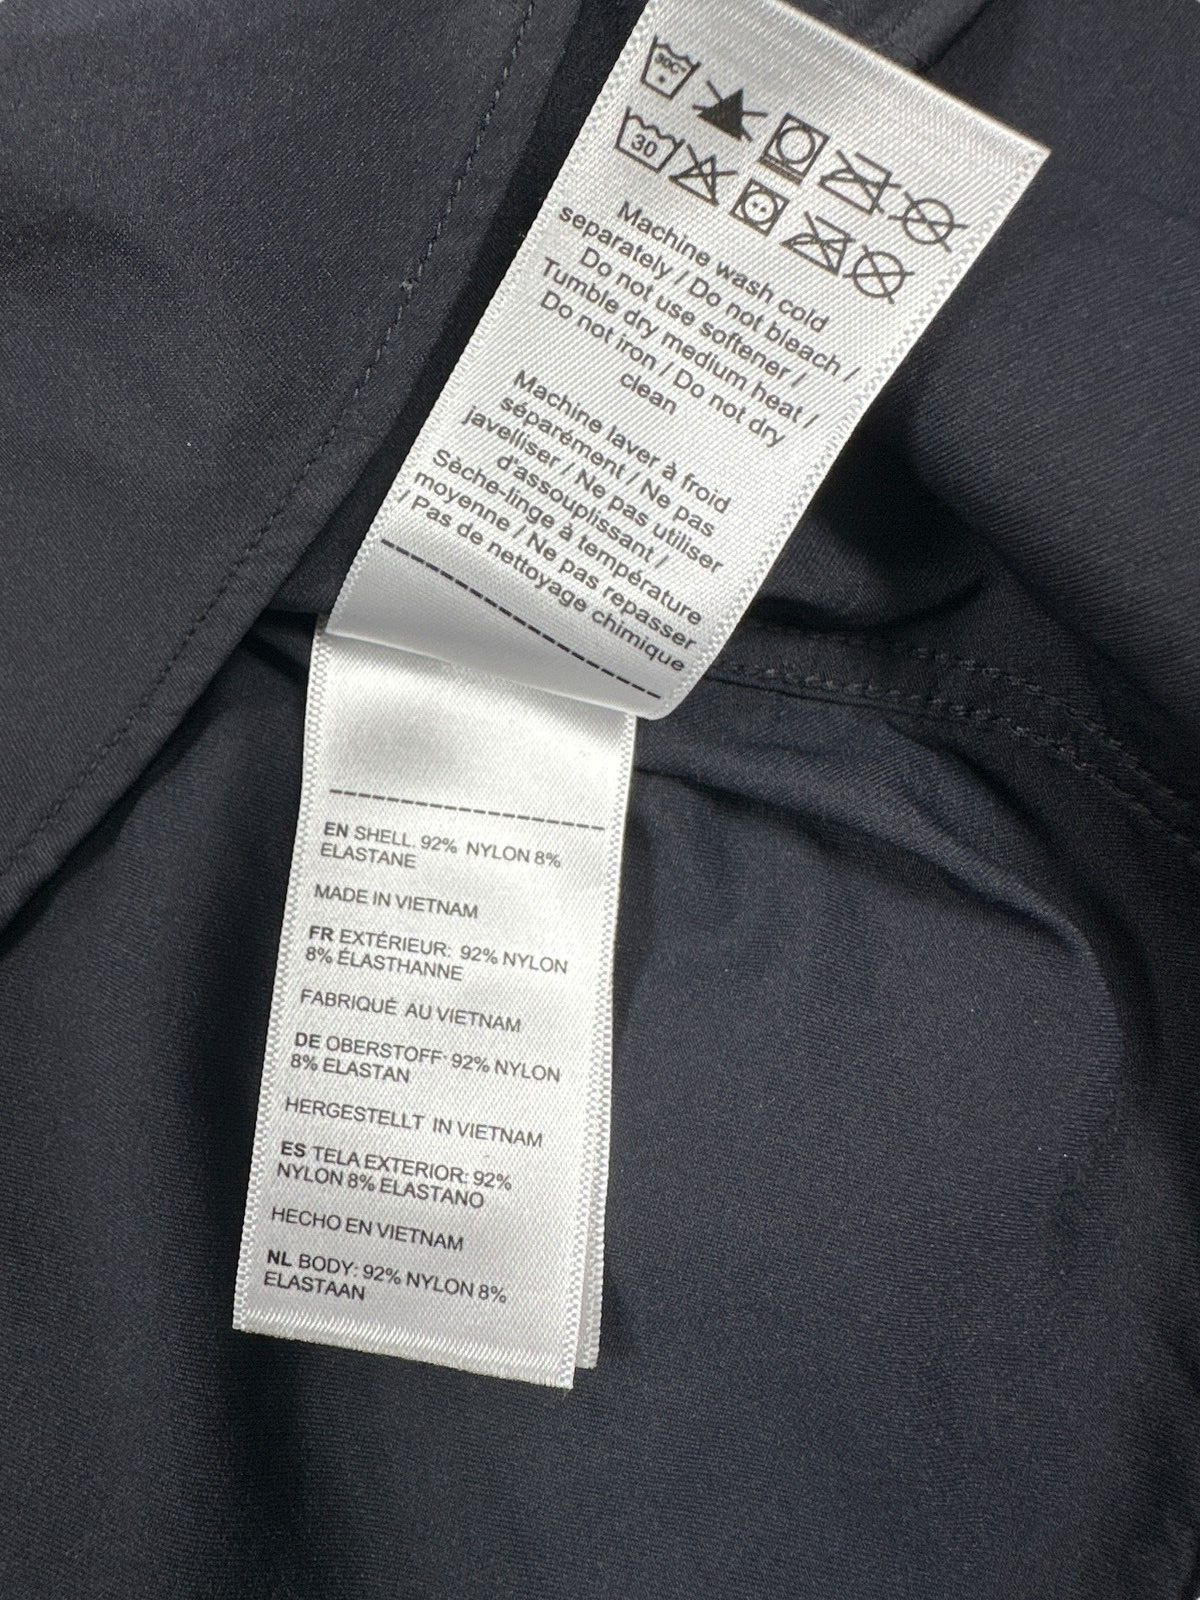 30C°
30
Machine wash cold
separately / Do not bleach /
Do not use softener /
Tumble dry medium heat /
Do not iron / Do not dry
clean
Machine laver à froid
séparément / Ne pas
javelliser / Ne pas utiliser
d'assouplissant /
Sèche-linge à température
moyenne / Ne pas repasser
/ Pas de nettoyage chimique
EN SHELL. 92% NYLON 8%
ELASTANE
MADE IN VIETNAM
FR EXTÉRIEUR: 92% NYLON
8% ÉLASTHANNE
FABRIQUÉ AU VIETNAM
DE OBERSTOFF: 92% NYLON
8% ELASTAN
HERGESTELLT IN VIETNAM
ES TELA EXTERIOR: 92%
NYLON 8% ELASTANO
HECHO EN VIETNAM
NL BODY: 92% NYLON 8%
ELASTAAN